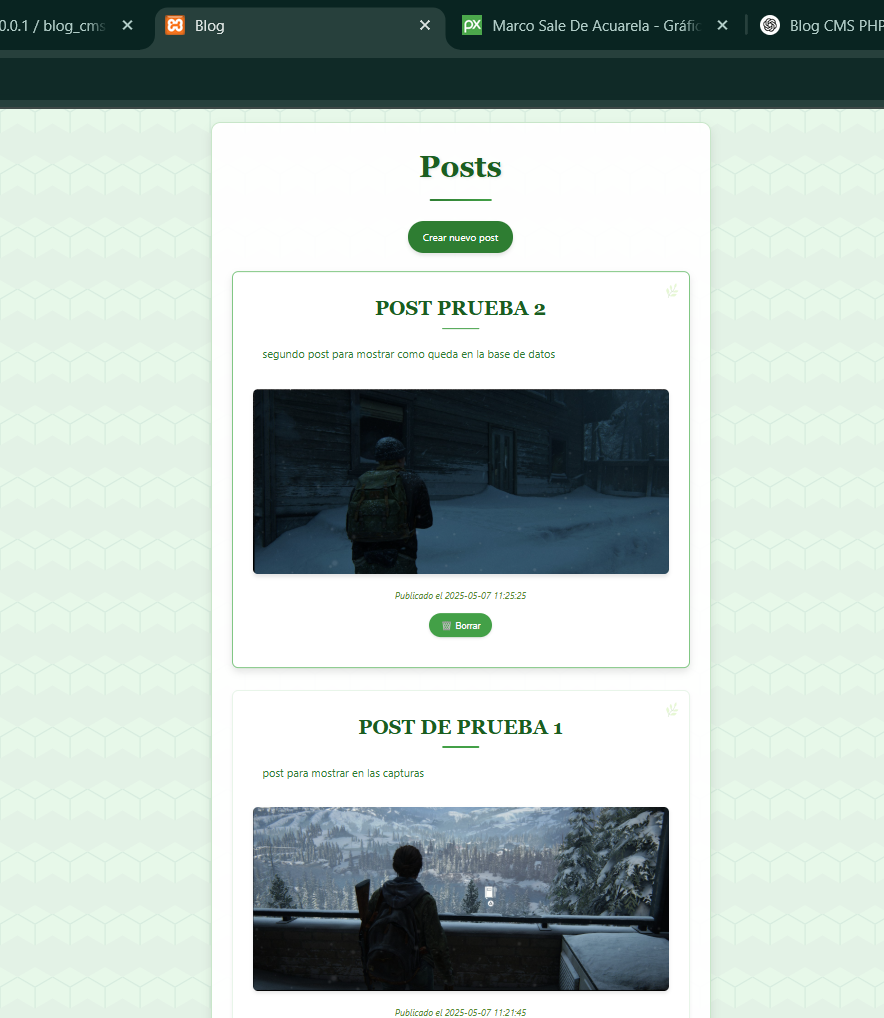 0.0.1 / blog_cms
Blog
Marco Sale De Acuarela - Gráfic
Blog CMS PHP
Posts
Crear nuevo post
POST PRUEBA 2
segundo post para mostrar como queda en la base de datos
Publicado el 2025-05-07 11:25:25
Borrar
POST DE PRUEBA 1
post para mostrar en las capturas
Publicado el 2025-05-07 11:21:45